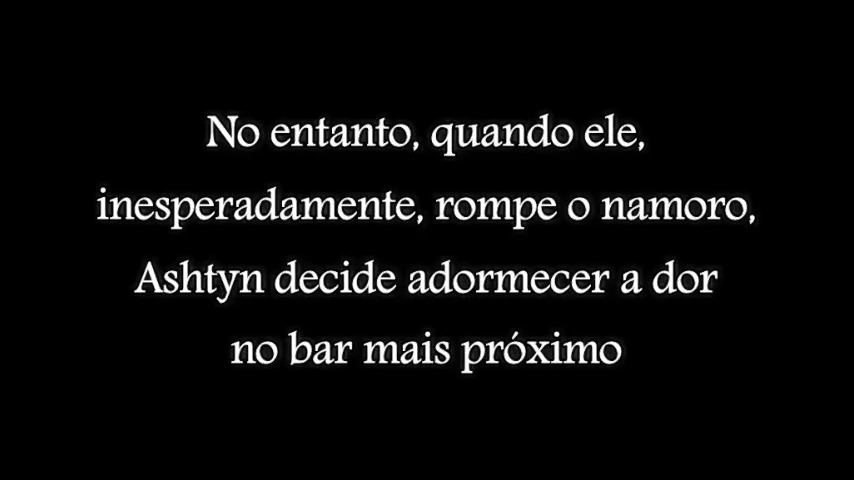 No entanto, quando ele,
inesperadamente, rompe o namoro,
Ashtyn decide adormecer a dor
no bar mais próximo